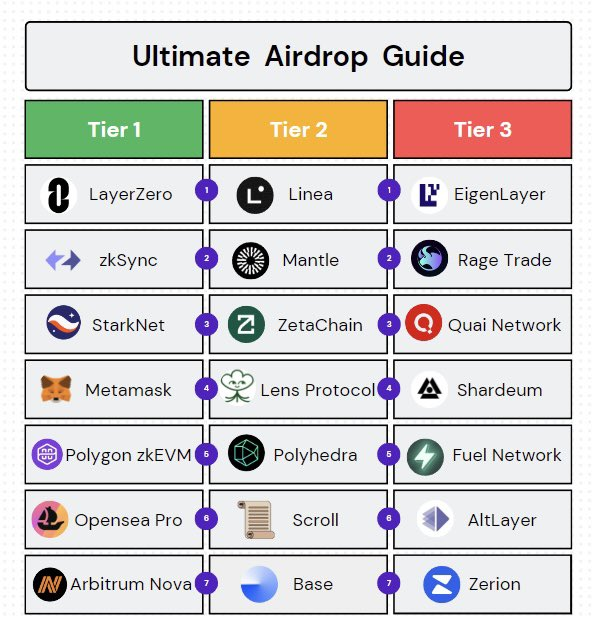 Ultimate Airdrop Guide
Tier 1 Tier 2 Tier 3
LayerZero 1 Linea 1 EigenLayer
zkSync 2 Mantle 2 Rage Trade
StarkNet 3 ZetaChain 3 Quai Network
Metamask 4 Lens Protocol 4 Shardeum
Polygon zkEVM 5 Polyhedra 5 Fuel Network
Opensea Pro 6 Scroll 6 AltLayer
Arbitrum Nova 7 Base 7 Zerion